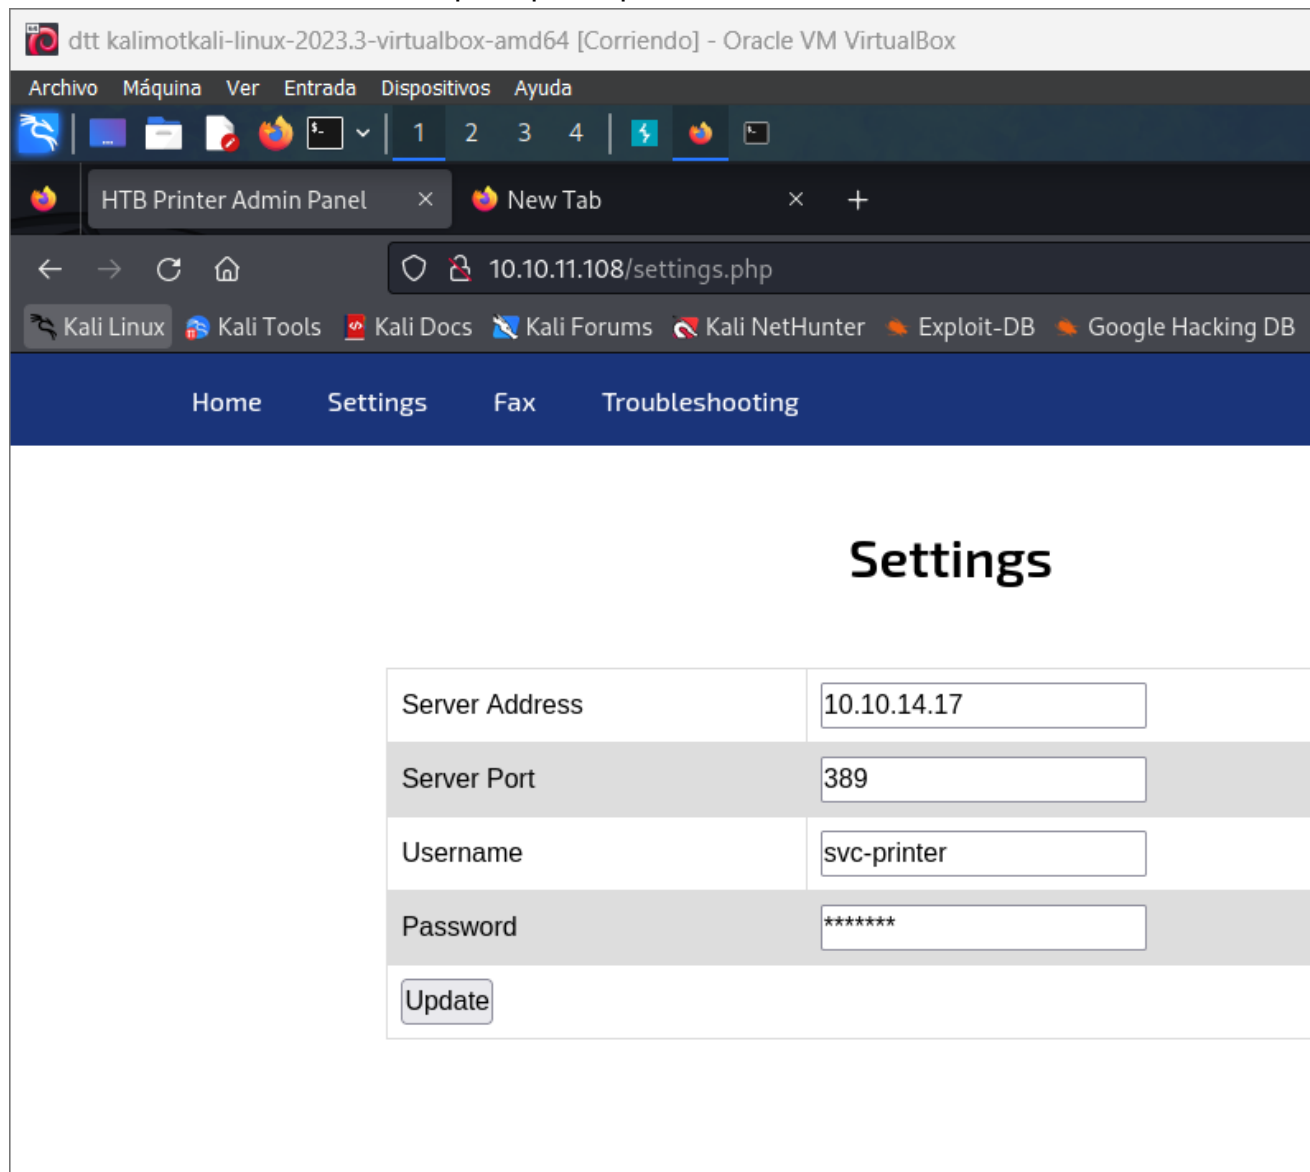 dtt kalimotkali-linux-2023.3-virtualbox-amd64 [Corriendo] - Oracle VM VirtualBox
Archivo Máquina Ver Entrada Dispositivos Ayuda
1 2 3 4
HTB Printer Admin Panel × New Tab × +
10.10.11.108/settings.php
Kali Linux Kali Tools Kali Docs Kali Forums Kali NetHunter Exploit-DB Google Hacking DB
Home Settings Fax Troubleshooting
Settings
Server Address 10.10.14.17
Server Port 389
Username svc-printer
Password *******
Update